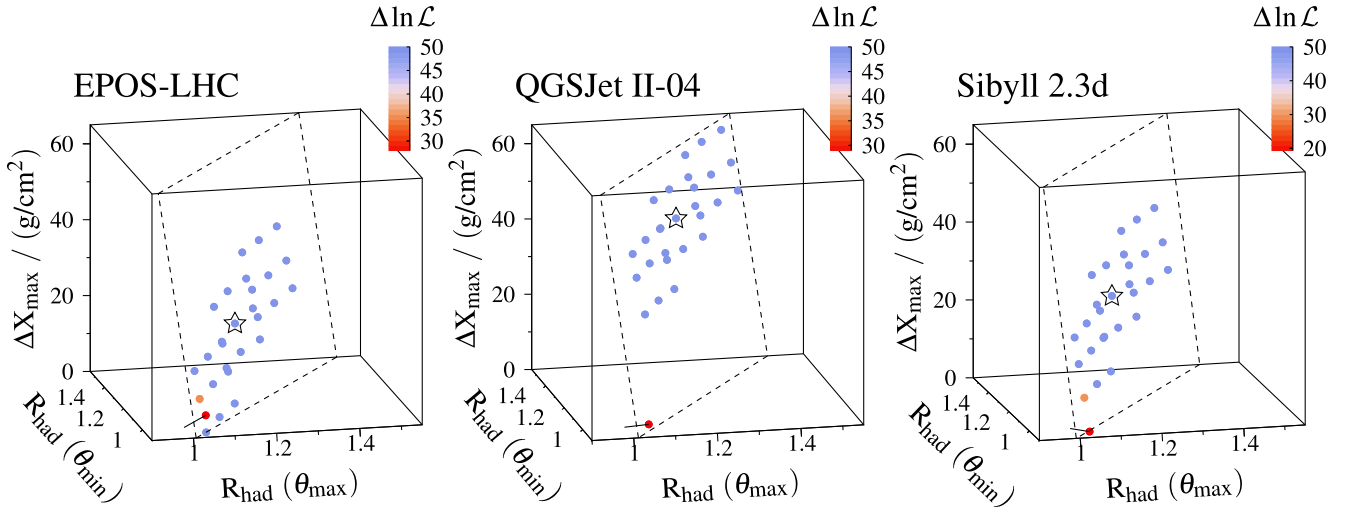 Δ ln ℒ
50
45
40
35
30
EPOS-LHC
60
40
20
0
ΔX_max / (g/cm²)
1.4
1.2
1
R_had (θ_min)
1
1.2
1.4
R_had (θ_max)
Δ ln ℒ
50
45
40
35
30
QGSJet II-04
60
40
20
0
ΔX_max / (g/cm²)
1.4
1.2
1
R_had (θ_min)
1
1.2
1.4
R_had (θ_max)
Δ ln ℒ
50
40
30
20
Sibyll 2.3d
60
40
20
0
ΔX_max / (g/cm²)
1.4
1.2
1
R_had (θ_min)
1
1.2
1.4
R_had (θ_max)